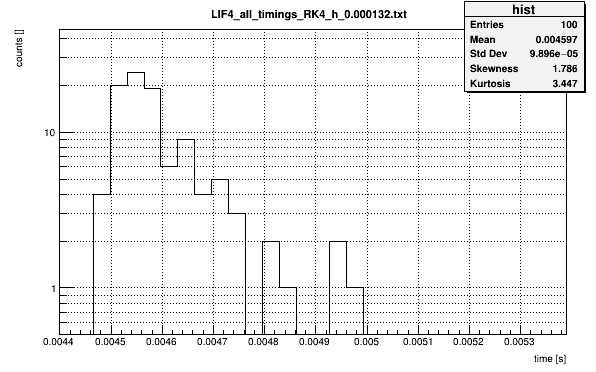 LIF4_all_timings_RK4_h_0.000132.txt
hist
Entries 100
Mean 0.004597
Std Dev 9.896e−05
Skewness 1.786
Kurtosis 3.447
counts []
10
1
0.0044 0.0045 0.0046 0.0047 0.0048 0.0049 0.005 0.0051 0.0052 0.0053
time [s]